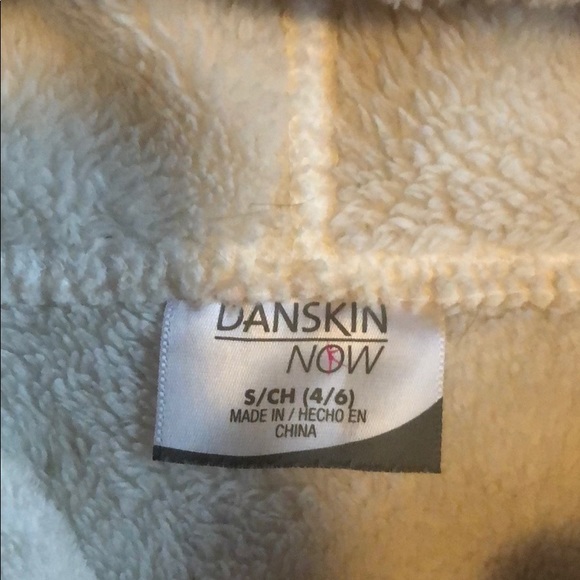 DANSKIN
NOW
S/CH (4/6)
MADE IN / HECHO EN
CHINA